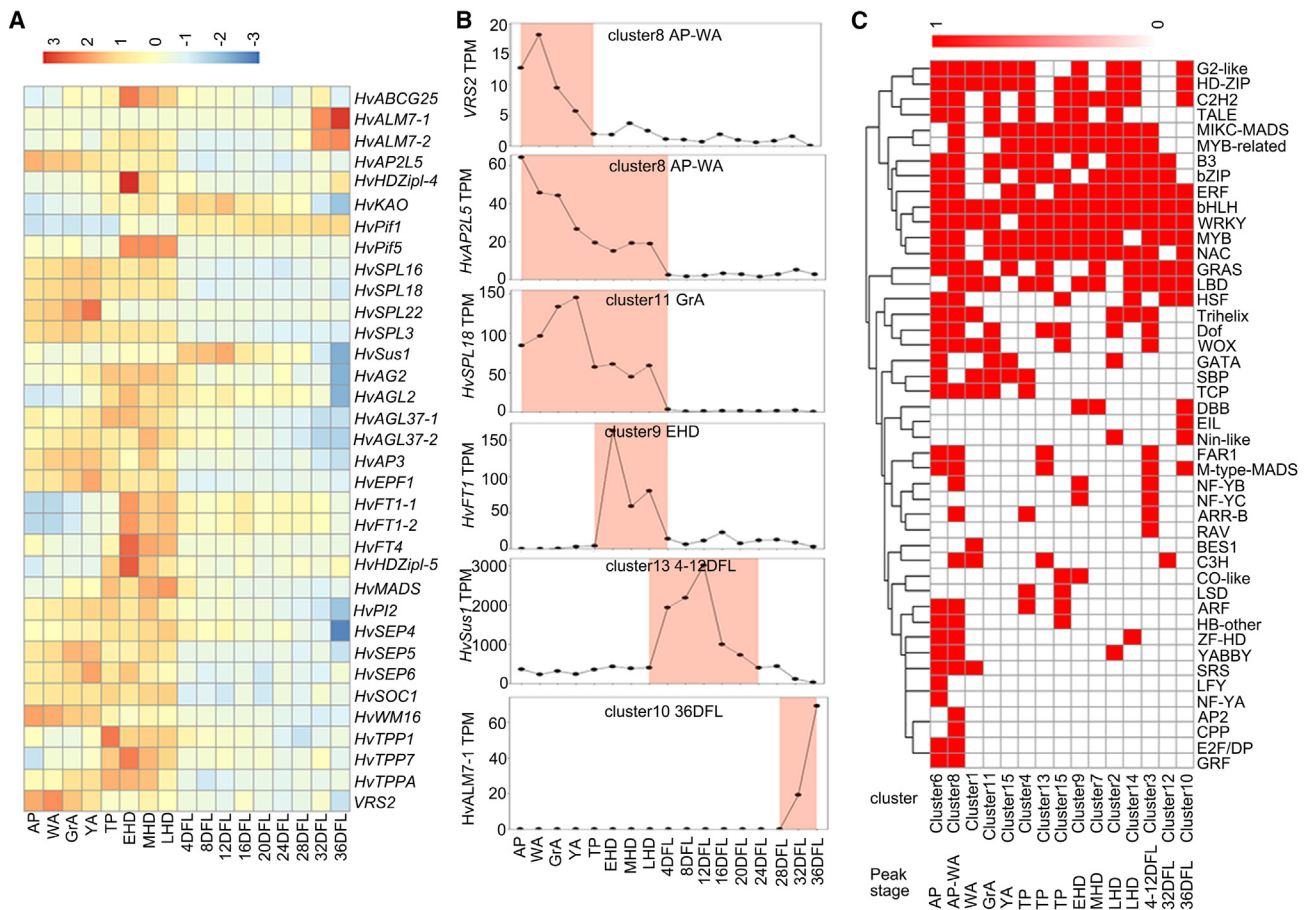 A
3
2
1
0
-1
-2
-3
HvABCG25
HvALM7-1
HvALM7-2
HvAP2L5
HvHDZipI-4
HvKAO
HvPif1
HvPif5
HvSPL16
HvSPL18
HvSPL22
HvSPL3
HvSus1
HvAG2
HvAGL2
HvAGL37-1
HvAGL37-2
HvAP3
HvEPF1
HvFT1-1
HvFT1-2
HvFT4
HvHDZipI-5
HvMADS
HvPI2
HvSEP4
HvSEP5
HvSEP6
HvSOC1
HvWM16
HvTPP1
HvTPP7
HvTPPA
VRS2
AP
WA
GrA
YA
TP
EHD
MHD
LHD
4DFL
8DFL
12DFL
16DFL
20DFL
24DFL
28DFL
32DFL
36DFL
B
cluster8 AP-WA
VRS2 TPM
20
15
10
5
0
cluster8 AP-WA
HvAP2L5 TPM
60
40
20
0
cluster11 GrA
HvSPL18 TPM
150
100
50
0
cluster9 EHD
HvFT1 TPM
150
100
50
0
cluster13 4-12DFL
HvSus1 TPM
3000
2000
1000
0
cluster10 36DFL
HvALM7-1 TPM
60
40
20
0
AP
WA
GrA
YA
TP
EHD
MHD
LHD
4DFL
8DFL
12DFL
16DFL
20DFL
24DFL
28DFL
32DFL
36DFL
C
1
0
G2-like
HD-ZIP
C2H2
TALE
MIKC-MADS
MYB-related
B3
bZIP
ERF
bHLH
WRKY
MYB
NAC
GRAS
LBD
HSF
Trihelix
Dof
WOX
GATA
SBP
TCP
DBB
EIL
Nin-like
FAR1
M-type-MADS
NF-YB
NF-YC
ARR-B
RAV
BES1
C3H
CO-like
LSD
ARF
HB-other
ZF-HD
YABBY
SRS
LFY
NF-YA
AP2
CPP
E2F/DP
GRF
cluster
Cluster6
Cluster8
Cluster1
Cluster11
Cluster15
Cluster4
Cluster13
Cluster15
Cluster9
Cluster7
Cluster2
Cluster14
Cluster3
Cluster12
Cluster10
Peak stage
AP
AP-WA
WA
GrA
YA
TP
TP
TP
EHD
MHD
LHD
LHD
4-12DFL
32DFL
36DFL